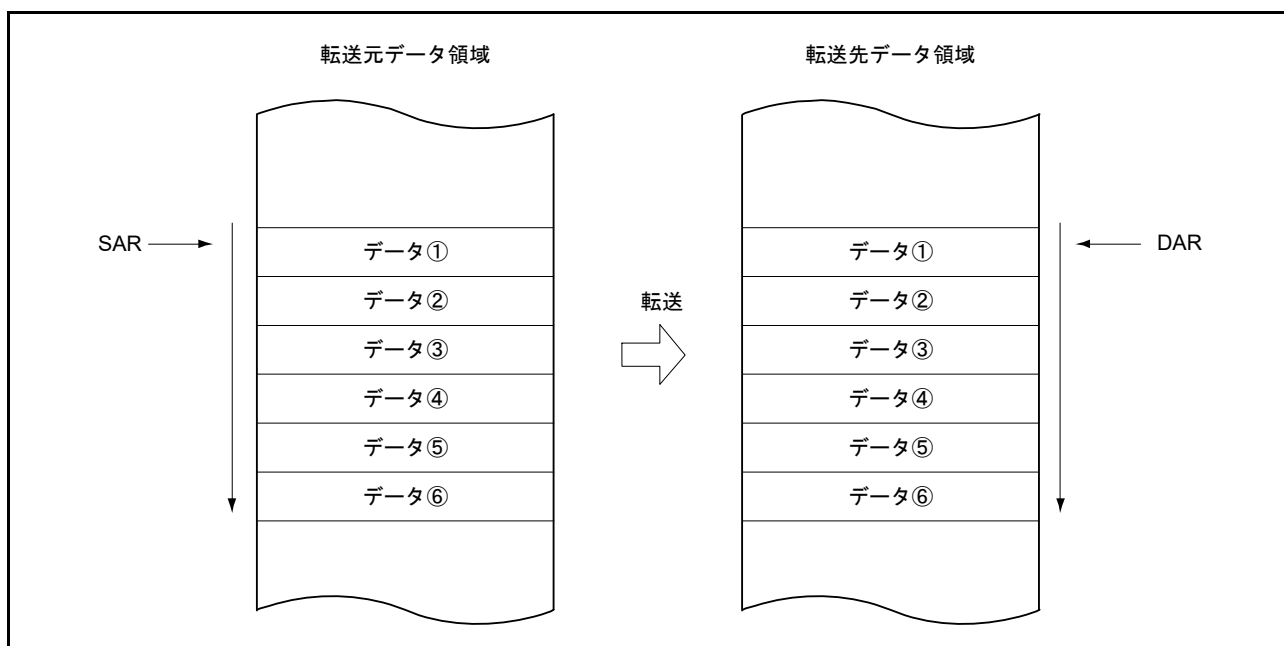 転送元データ領域
転送先データ領域
SAR
データ①
データ②
データ③
データ④
データ⑤
データ⑥
転送
データ①
データ②
データ③
データ④
データ⑤
データ⑥
DAR